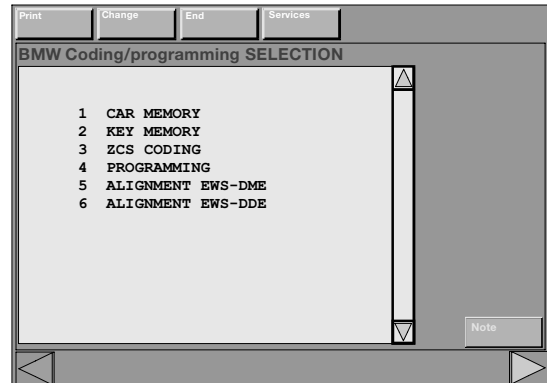 Print Change End Services
BMW Coding/programming SELECTION
1 CAR MEMORY
2 KEY MEMORY
3 ZCS CODING
4 PROGRAMMING
5 ALIGNMENT EWS-DME
6 ALIGNMENT EWS-DDE
Note